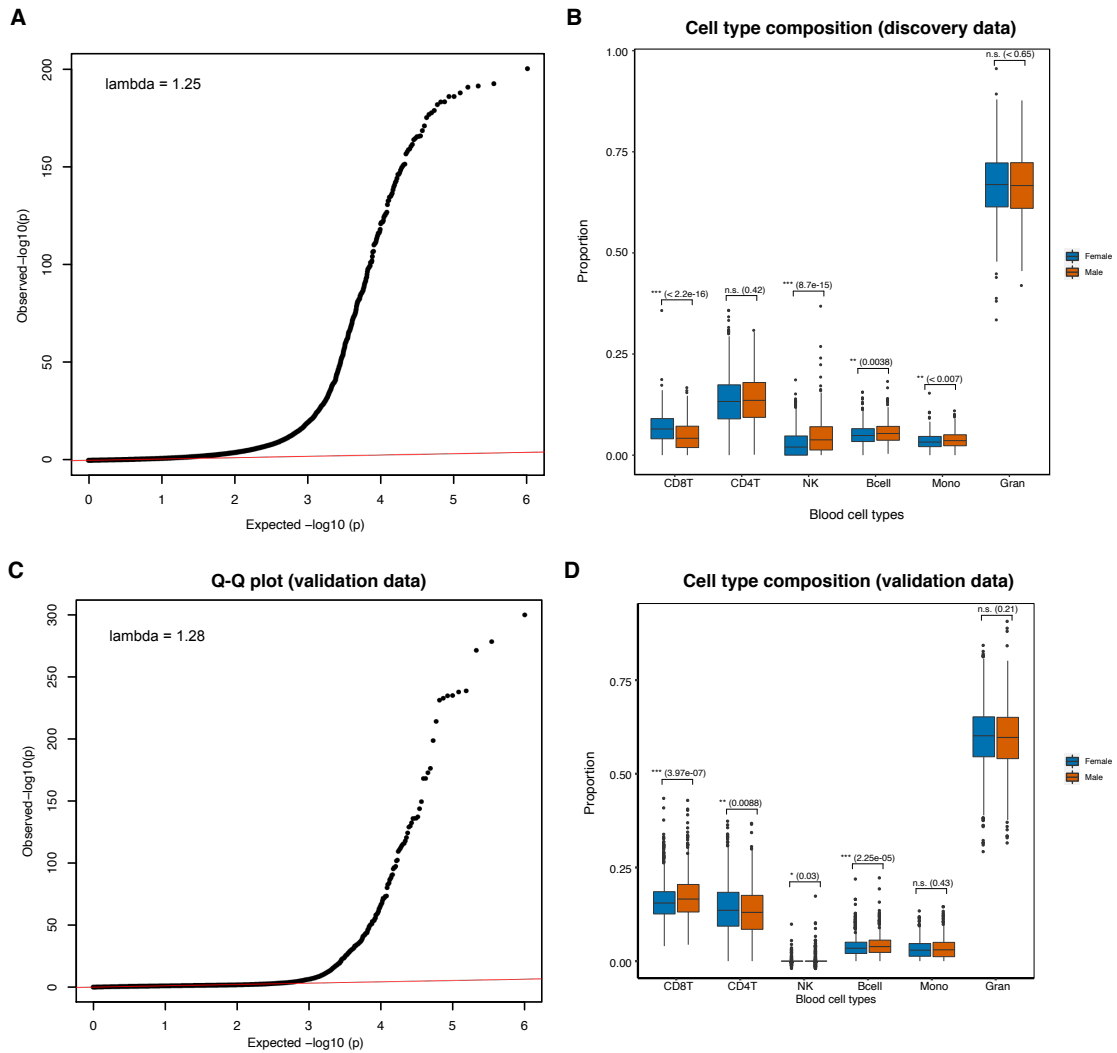 A
lambda = 1.25
Observed−log10(p)
200
150
100
50
0
0 1 2 3 4 5 6
Expected −log10 (p)
B
Cell type composition (discovery data)
Proportion
1.00
0.75
0.50
0.25
0.00
*** (< 2.2e-16)
n.s. (0.42)
*** (8.7e-15)
** (0.0038)
** (< 0.007)
n.s. (< 0.65)
CD8T CD4T NK Bcell Mono Gran
Blood cell types
Female
Male
C
Q-Q plot (validation data)
lambda = 1.28
Observed−log10(p)
300
250
200
150
100
50
0
0 1 2 3 4 5 6
Expected −log10 (p)
D
Cell type composition (validation data)
Proportion
0.75
0.50
0.25
0.00
*** (3.97e-07)
** (0.0088)
* (0.03)
*** (2.25e-05)
n.s. (0.43)
n.s. (0.21)
CD8T CD4T NK Bcell Mono Gran
Blood cell types
Female
Male